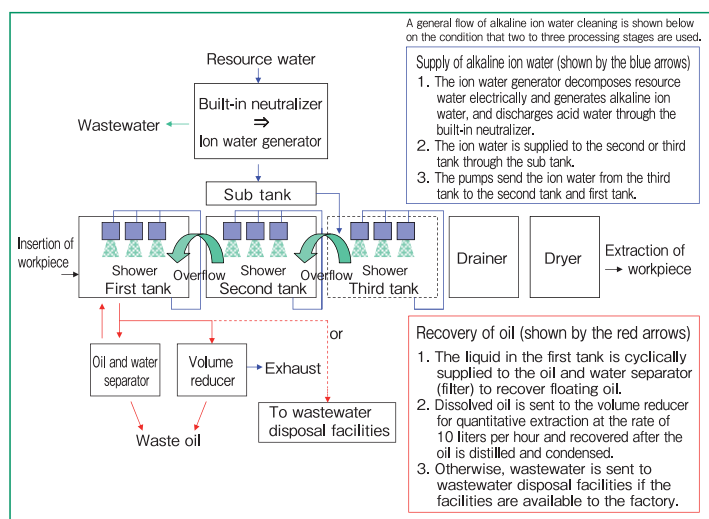 A general flow of alkaline ion water cleaning is shown below
on the condition that two to three processing stages are used.
Resource water
Built-in neutralizer
⇒
Ion water generator
Wastewater
Supply of alkaline ion water (shown by the blue arrows)
1. The ion water generator decomposes resource
water electrically and generates alkaline ion
water, and discharges acid water through the
built-in neutralizer.
2. The ion water is supplied to the second or third
tank through the sub tank.
3. The pumps send the ion water from the third
tank to the second tank and first tank.
Sub tank
Insertion of
workpiece
Shower
First tank
Overflow
Shower
Second tank
Overflow
Shower
Third tank
Drainer
Dryer
Extraction of
workpiece
or
Oil and water
separator
Volume
reducer
Exhaust
Waste oil
To wastewater
disposal facilities
Recovery of oil (shown by the red arrows)
1. The liquid in the first tank is cyclically
supplied to the oil and water separator
(filter) to recover floating oil.
2. Dissolved oil is sent to the volume reducer
for quantitative extraction at the rate of
10 liters per hour and recovered after the
oil is distilled and condensed.
3. Otherwise, wastewater is sent to
wastewater disposal facilities if the
facilities are available to the factory.